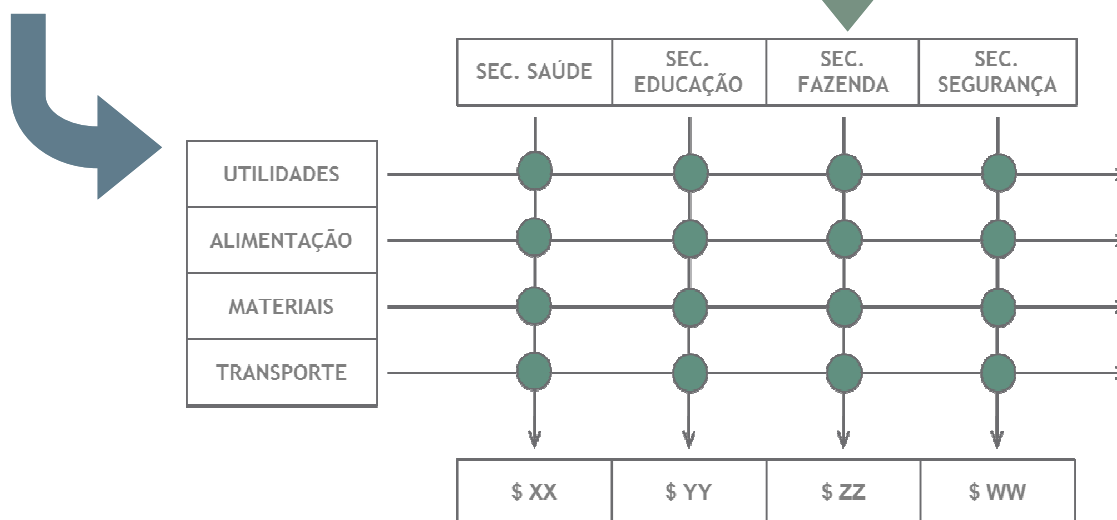 SEC. SAÚDE
SEC.
EDUCAÇÃO
SEC.
FAZENDA
SEC.
SEGURANÇA
UTILIDADES
ALIMENTAÇÃO
MATERIAIS
TRANSPORTE
$ XX
$ YY
$ ZZ
$ WW